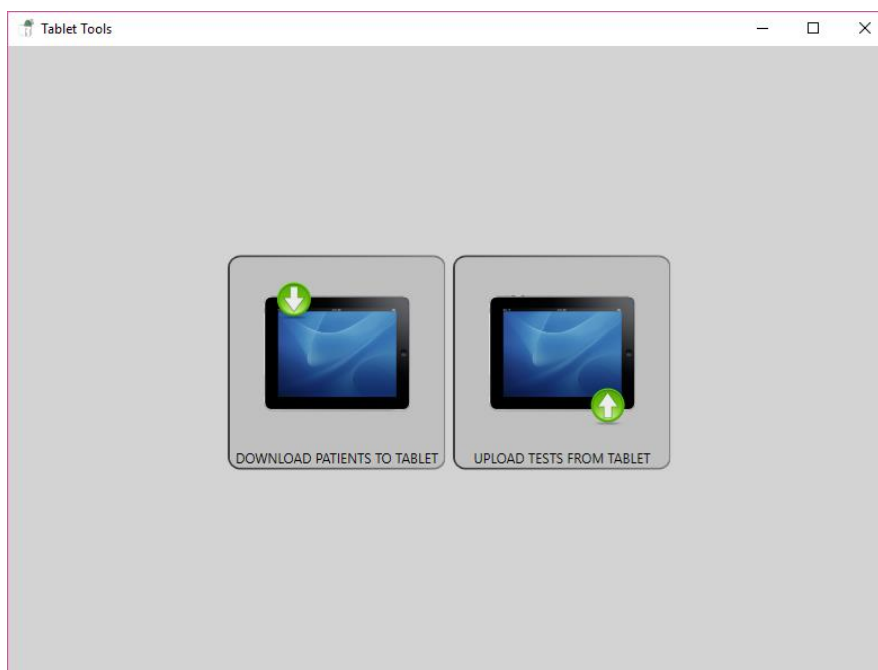 Tablet Tools
DOWNLOAD PATIENTS TO TABLET
UPLOAD TESTS FROM TABLET